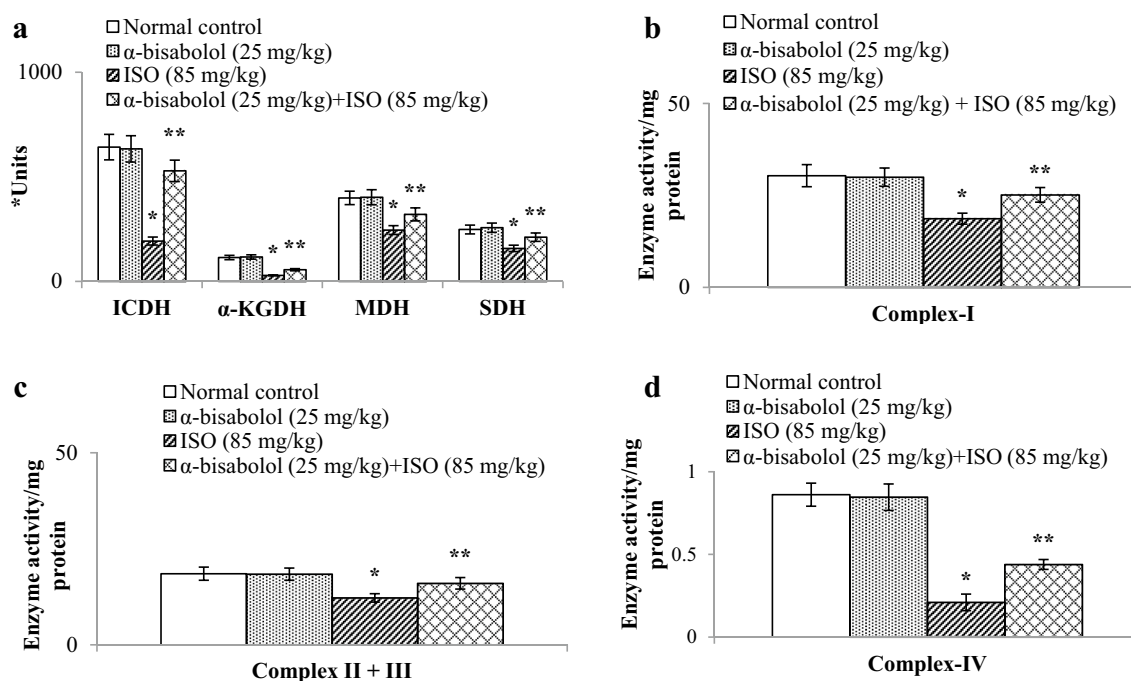 a
Normal control
α-bisabolol (25 mg/kg)
ISO (85 mg/kg)
α-bisabolol (25 mg/kg)+ISO (85 mg/kg)
1000
*Units
**
*
* **
* **
* **
0
ICDH
α-KGDH
MDH
SDH
b
Normal control
α-bisabolol (25 mg/kg)
ISO (85 mg/kg)
α-bisabolol (25 mg/kg) + ISO (85 mg/kg)
50
Enzyme activity/mg
protein
*
**
0
Complex-I
c
Normal control
α-bisabolol (25 mg/kg)
ISO (85 mg/kg)
α-bisabolol (25 mg/kg)+ISO (85 mg/kg)
50
Enzyme activity/mg
protein
*
**
0
Complex II + III
d
Normal control
α-bisabolol (25 mg/kg)
ISO (85 mg/kg)
α-bisabolol (25 mg/kg)+ISO (85 mg/kg)
1
Enzyme activity/mg
protein
0.5
*
**
0
Complex-IV